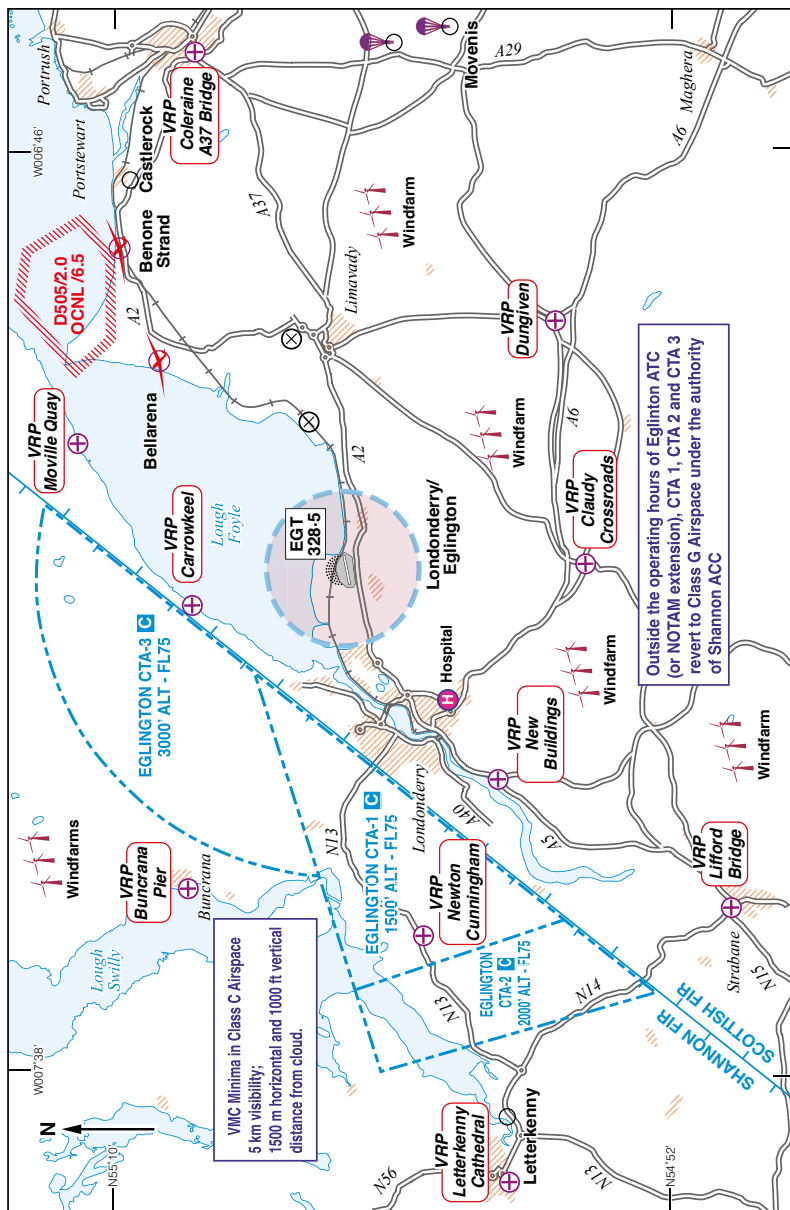 N
W007°38'
W006°46'
N55°10'
N54°52'
Lough
Swilly
Windfarms
VRP
Buncrana
Pier
Buncrana
VMC Minima in Class C Airspace
5 km visibility;
1500 m horizontal and 1000 ft vertical
distance from cloud.
EGLINGTON CTA-3 C
3000' ALT - FL75
EGLINGTON CTA-1 C
1500' ALT - FL75
EGLINGTON
CTA-2 C
2000' ALT - FL75
VRP
Moville Quay
VRP
Carrowkeel
Lough
Foyle
D505/2.0
OCNL /6.5
Portrush
Portstewart
Castlerock
Benone
Strand
Bellarena
VRP
Coleraine
A37 Bridge
A2
A37
A29
Movenis
Limavady
Windfarm
Maghera
A6
EGT
328·5
A2
Londonderry/
Eglington
Hospital
H
Londonderry
N13
A40
A5
VRP
Newton
Cunningham
N13
N14
VRP
New
Buildings
Windfarm
VRP
Claudy
Crossroads
A6
VRP
Dungiven
Windfarm
Windfarm
VRP
Lifford
Bridge
Strabane
N15
SHANNON FIR
SCOTTISH FIR
N56
VRP
Letterkenny
Cathedral
Letterkenny
N13
Outside the operating hours of Eglinton ATC
(or NOTAM extension), CTA 1, CTA 2 and CTA 3
revert to Class G Airspace under the authority
of Shannon ACC